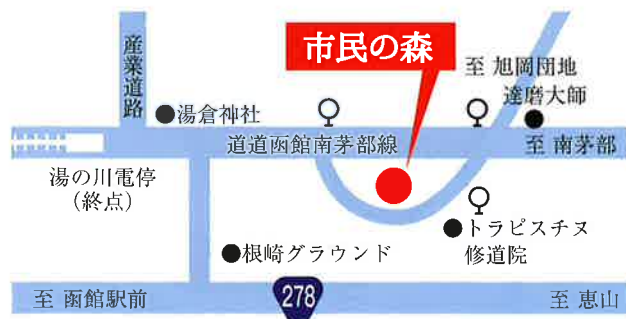 産業道路
市民の森
至 旭岡団地
達磨大師
湯倉神社
道道函館南茅部線
至 南茅部
湯の川電停
（終点）
トラピスチヌ
修道院
根崎グラウンド
至 函館駅前
278
至 恵山